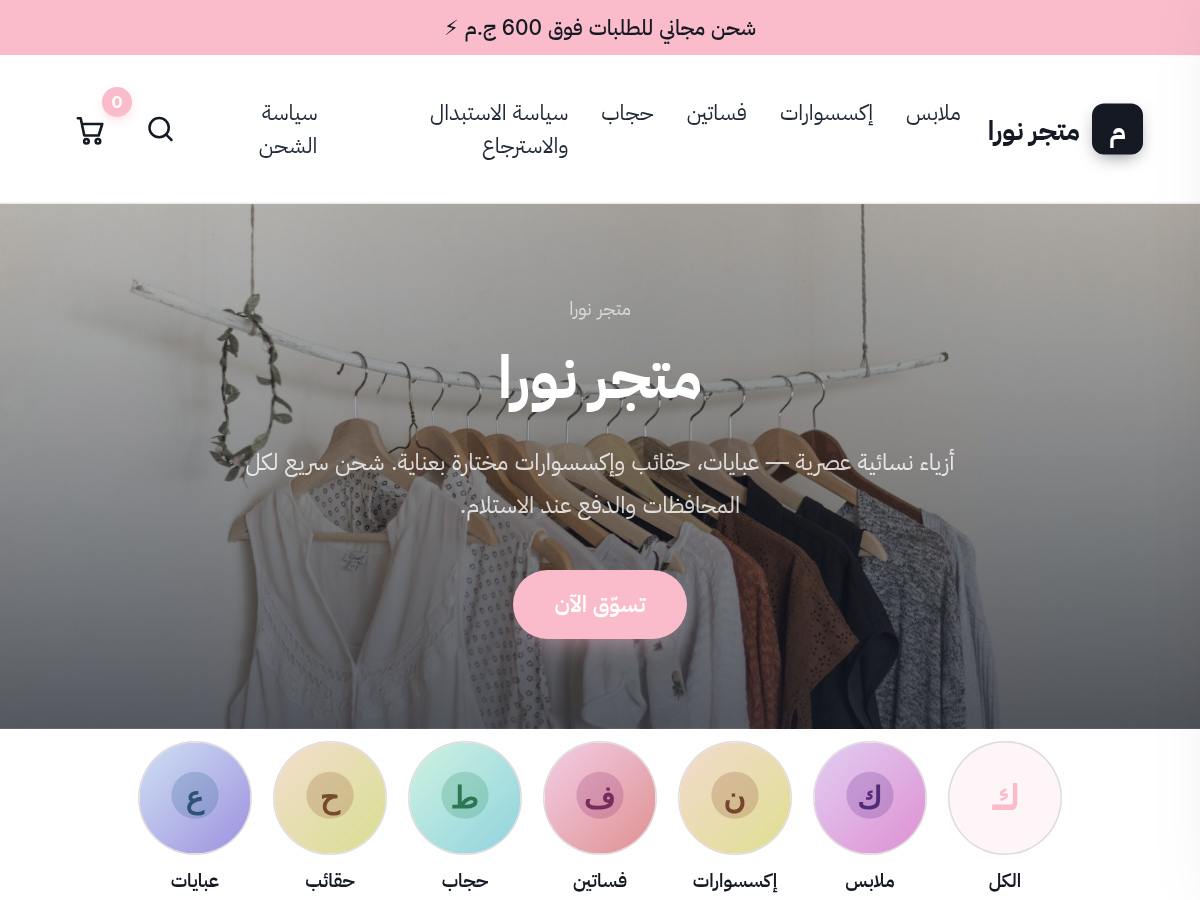 شحن مجاني للطلبات فوق 600 ج.م ⚡
م
متجر نورا
ملابس
إكسسوارات
فساتين
حجاب
سياسة الاستبدال
والاسترجاع
سياسة
الشحن
0
متجر نورا
متجر نورا
أزياء نسائية عصرية — عبايات، حقائب وإكسسوارات مختارة بعناية. شحن سريع لكل
المحافظات والدفع عند الاستلام.
تسوّق الآن
ك
الكل
ك
ملابس
ن
إكسسوارات
ف
فساتين
ط
حجاب
ح
حقائب
ع
عبايات